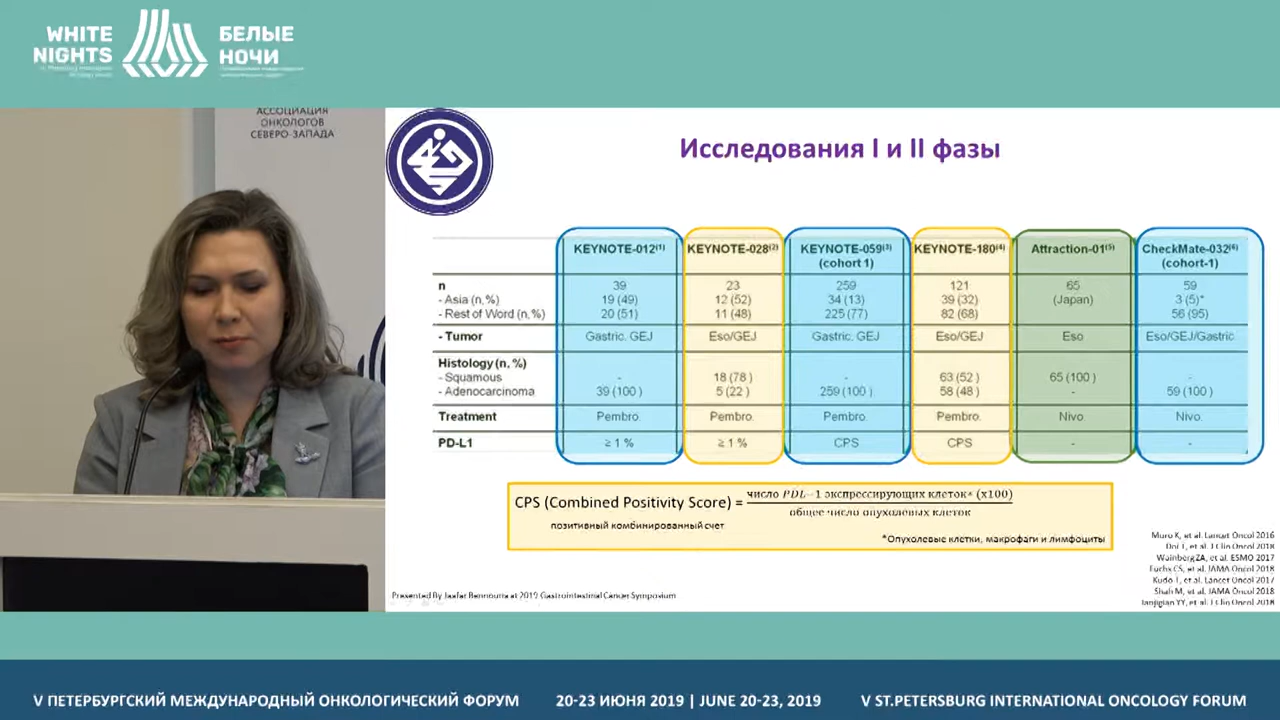 WHITE NIGHTS
БЕЛЫЕ НОЧИ
АССОЦИАЦИЯ
ОНКОЛОГОВ
СЕВЕРО-ЗАПАДА
Исследования I и II фазы
KEYNOTE-012(1) KEYNOTE-028(2) KEYNOTE-059(3) (cohort 1) KEYNOTE-180(4) Attraction-01(5) CheckMate-032(6) (cohort-1)
n 39 23 259 121 65 59
- Asia (n,%) 19 (49) 12 (52) 34 (13) 39 (32) (Japan) 3 (5)*
- Rest of Word (n,%) 20 (51) 11 (48) 225 (77) 82 (68) 56 (95)
- Tumor Gastric. GEJ Eso/GEJ Gastric. GEJ Eso/GEJ Eso Eso/GEJ/Gastric
Histology (n, %)
- Squamous - 18 (78 ) - 63 (52 ) 65 (100 ) -
- Adenocarcinoma 39 (100 ) 5 (22 ) 259 (100 ) 58 (48 ) - 59 (100 )
Treatment Pembro. Pembro. Pembro. Pembro. Nivo. Nivo.
PD-L1 ≥ 1 % ≥ 1 % CPS CPS - -
CPS (Combined Positivity Score) = число PDL-1 экспрессирующих клеток* (x100)
общее число опухолевых клеток
позитивный комбинированный счет
*Опухолевые клетки, макрофаги и лимфоциты
Muro K, et al. Lancet Oncol 2016
Doi T, et al. J Clin Oncol 2018
Wainberg ZA, et al. ESMO 2017
Fuchs CS, et al. JAMA Oncol 2018
Kudo T, et al. Lancet Oncol 2017
Shah M, et al. JAMA Oncol 2018
Janjigian YY, et al. J Clin Oncol 2018
Presented By Jaafar Bennouna at 2019 Gastrointestinal Cancer Symposium
V ПЕТЕРБУРГСКИЙ МЕЖДУНАРОДНЫЙ ОНКОЛОГИЧЕСКИЙ ФОРУМ 20-23 ИЮНЯ 2019 | JUNE 20-23, 2019 V ST.PETERSBURG INTERNATIONAL ONCOLOGY FORUM